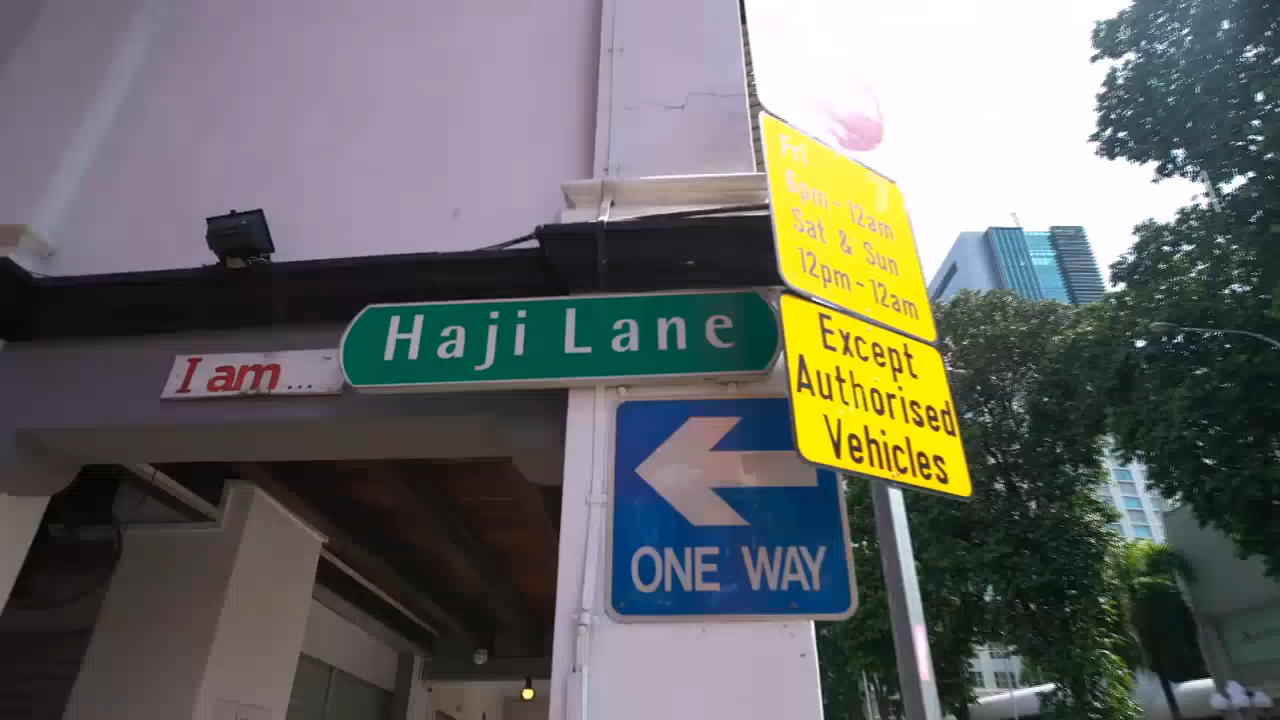 Fri
6pm-12am
Sat & Sun
12pm-12am
Except
Authorised
Vehicles
Haji Lane
I am...
ONE WAY